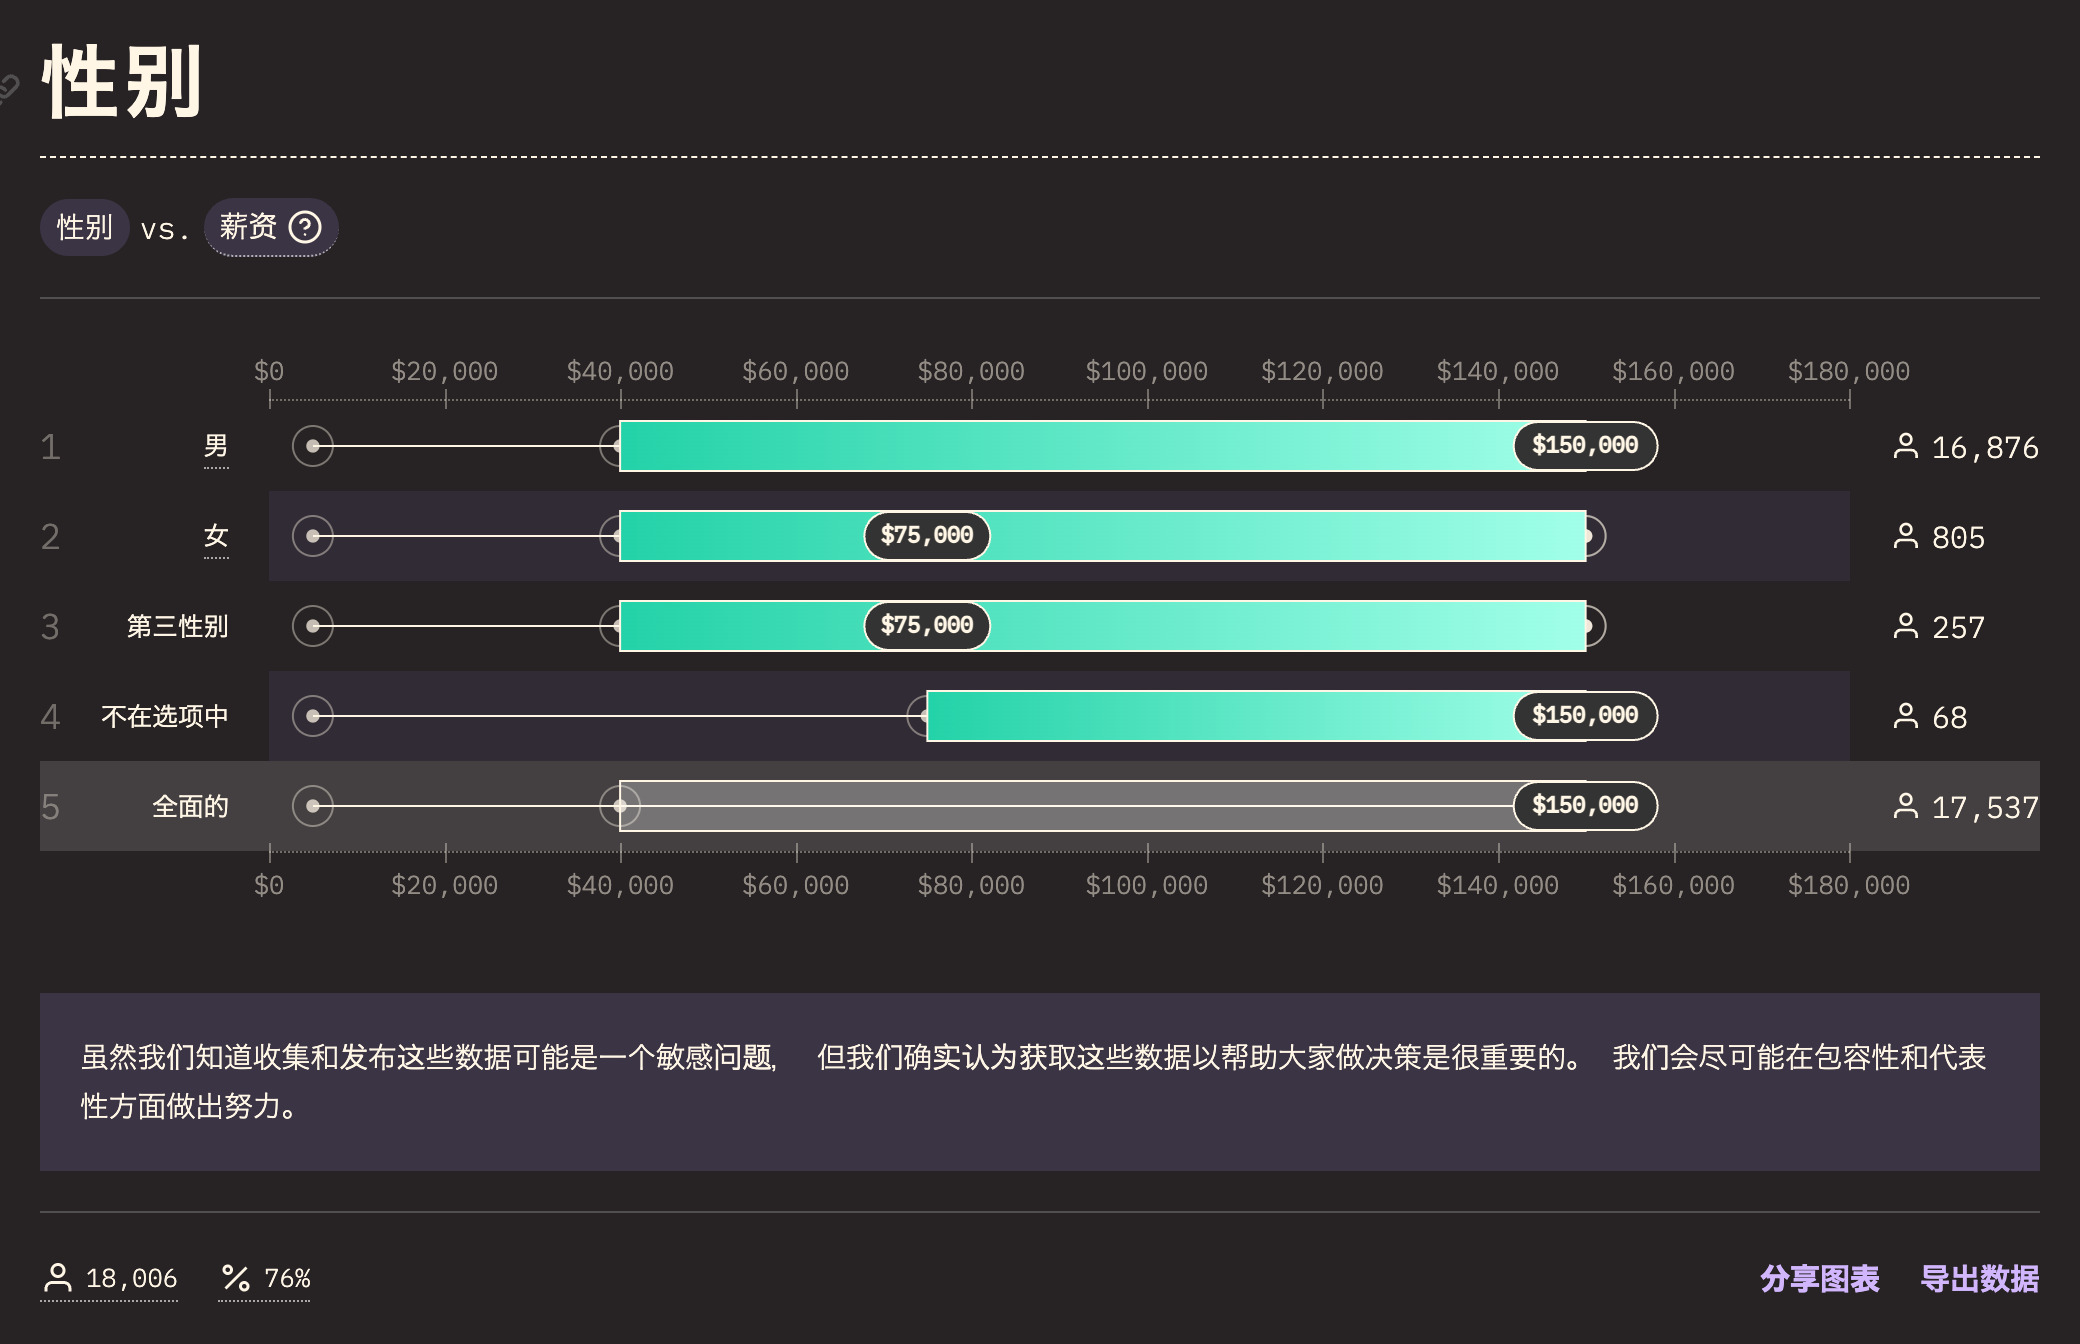 性别
性别 vs. 薪资
$0 $20,000 $40,000 $60,000 $80,000 $100,000 $120,000 $140,000 $160,000 $180,000
1 男 $150,000 16,876
2 女 $75,000 805
3 第三性别 $75,000 257
4 不在选项中 $150,000 68
5 全面的 $150,000 17,537
$0 $20,000 $40,000 $60,000 $80,000 $100,000 $120,000 $140,000 $160,000 $180,000
虽然我们知道收集和发布这些数据可能是一个敏感问题, 但我们确实认为获取这些数据以帮助大家做决策是很重要的。 我们会尽可能在包容性和代表
性方面做出努力。
18,006 76% 分享图表 导出数据